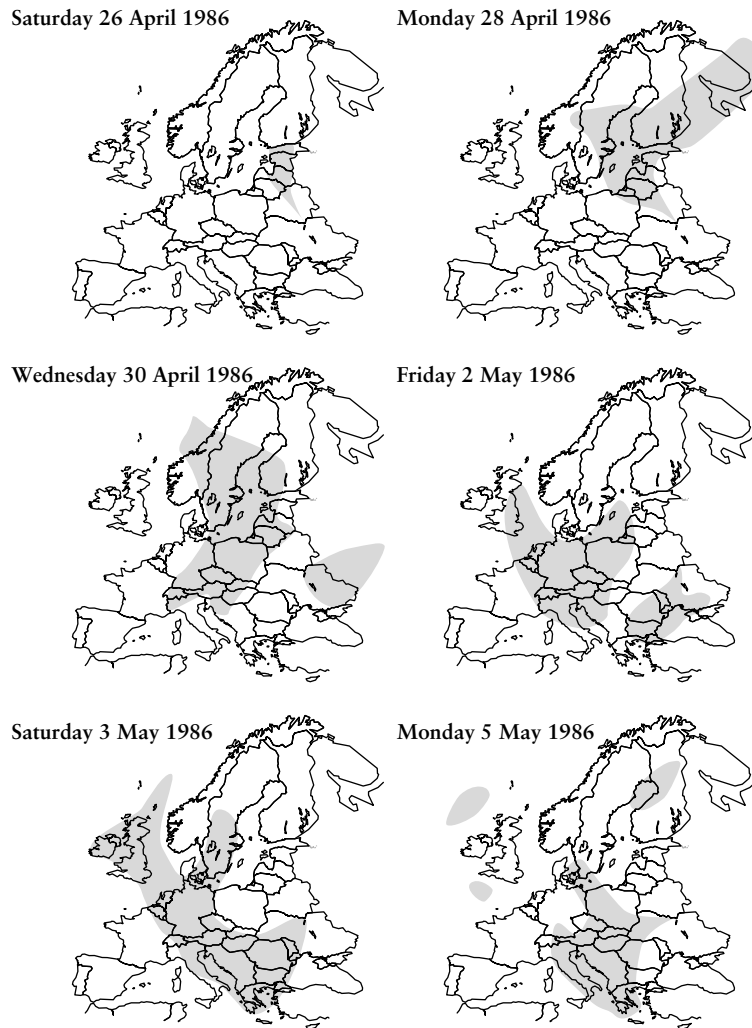 Saturday 26 April 1986
Monday 28 April 1986
Wednesday 30 April 1986
Friday 2 May 1986
Saturday 3 May 1986
Monday 5 May 1986